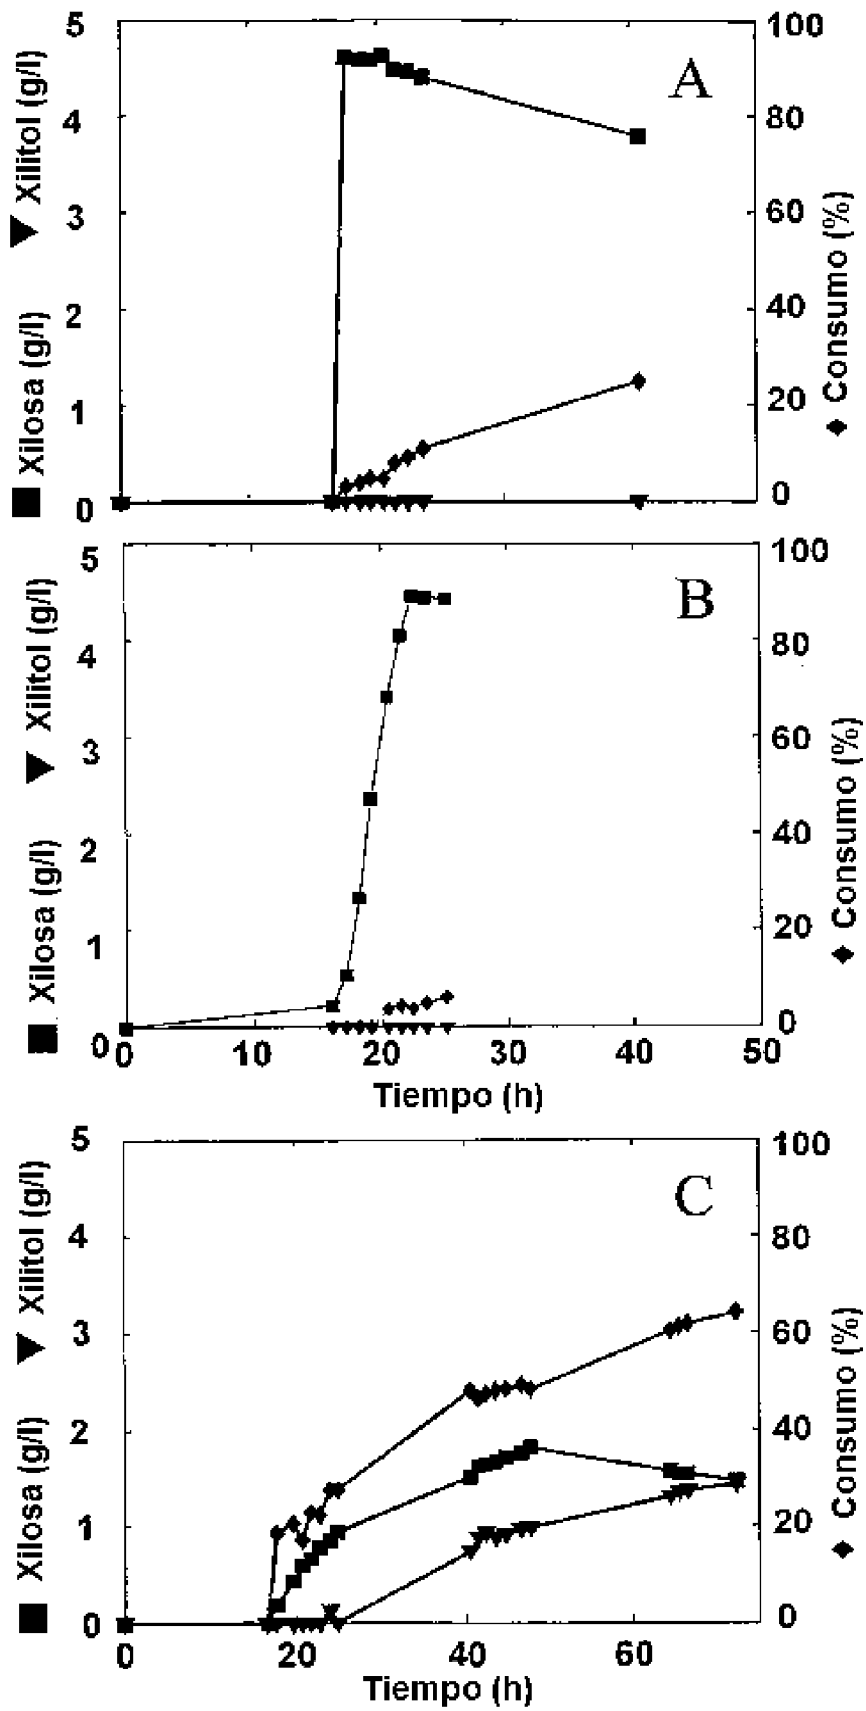 5
4
3
2
1
0
▼ Xilitol (g/l)
■ Xilosa (g/l)
A
100
80
60
40
20
0
◆ Consumo (%)
5
4
3
2
1
0
▼ Xilitol (g/l)
■ Xilosa (g/l)
B
100
80
60
40
20
0
◆ Consumo (%)
0 10 20 30 40 50
Tiempo (h)
5
4
3
2
1
0
▼ Xilitol (g/l)
■ Xilosa (g/l)
C
100
80
60
40
20
0
◆ Consumo (%)
0 20 40 60
Tiempo (h)